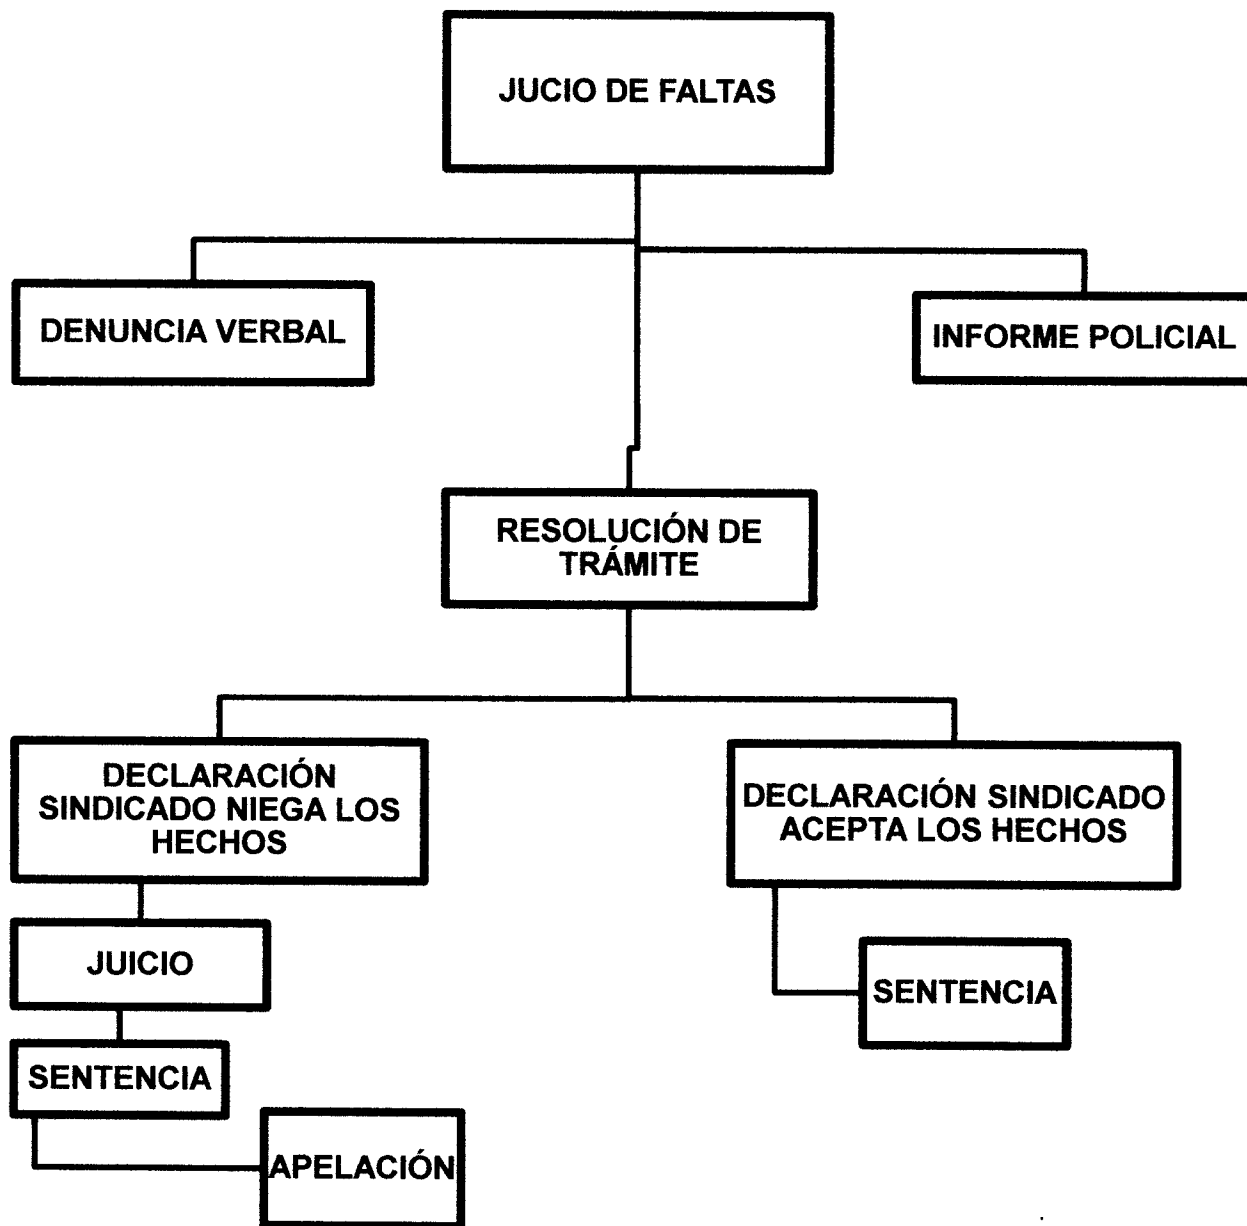 JUCIO DE FALTAS
DENUNCIA VERBAL
INFORME POLICIAL
RESOLUCIÓN DE
TRÁMITE
DECLARACIÓN
SINDICADO NIEGA LOS
HECHOS
DECLARACIÓN SINDICADO
ACEPTA LOS HECHOS
JUICIO
SENTENCIA
SENTENCIA
APELACIÓN